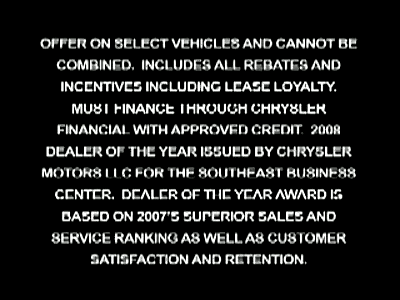 OFFER ON SELECT VEHICLES AND CANNOT BE
COMBINED. INCLUDES ALL REBATES AND
INCENTIVES INCLUDING LEASE LOYALTY.
MUST FINANCE THROUGH CHRYSLER
FINANCIAL WITH APPROVED CREDIT. 2008
DEALER OF THE YEAR ISSUED BY CHRYSLER
MOTORS LLC FOR THE SOUTHEAST BUSINESS
CENTER. DEALER OF THE YEAR AWARD IS
BASED ON 2007'S SUPERIOR SALES AND
SERVICE RANKING AS WELL AS CUSTOMER
SATISFACTION AND RETENTION.